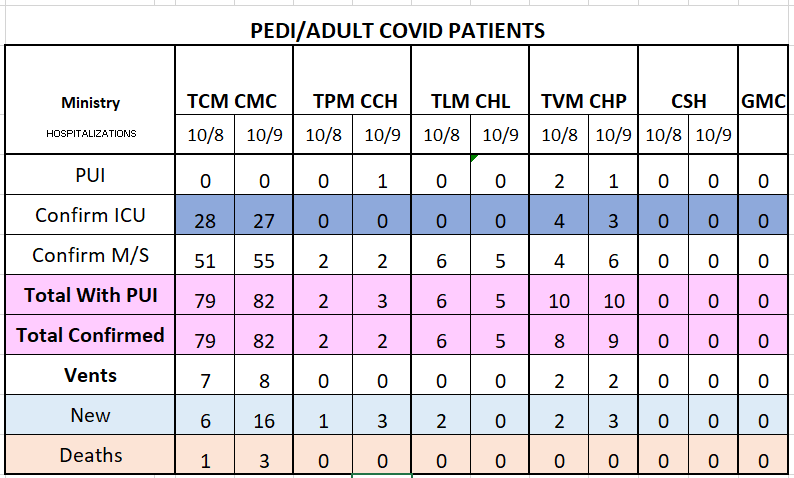 PEDI/ADULT COVID PATIENTS
Ministry TCM CMC TPM CCH TLM CHL TVM CHP CSH GMC
HOSPITALIZATIONS 10/8 10/9 10/8 10/9 10/8 10/9 10/8 10/9 10/8 10/9
PUI 0 0 0 1 0 0 2 1 0 0 0
Confirm ICU 28 27 0 0 0 0 4 3 0 0 0
Confirm M/S 51 55 2 2 6 5 4 6 0 0 0
Total With PUI 79 82 2 3 6 5 10 10 0 0 0
Total Confirmed 79 82 2 2 6 5 8 9 0 0 0
Vents 7 8 0 0 0 0 2 2 0 0 0
New 6 16 1 3 2 0 2 3 0 0 0
Deaths 1 3 0 0 0 0 0 0 0 0 0